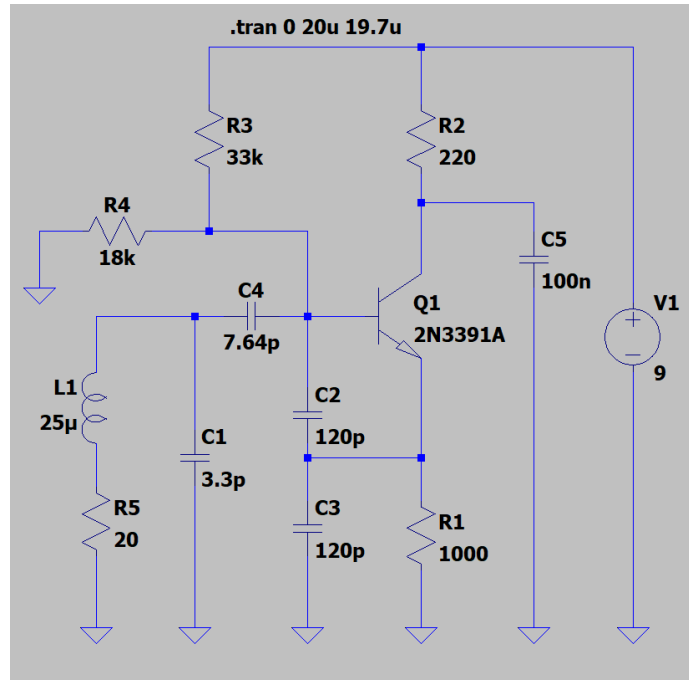 .tran 0 20u 19.7u
R3
33k
R2
220
R4
18k
C4
7.64p
C5
100n
Q1
2N3391A
V1
9
L1
25µ
C1
3.3p
C2
120p
R5
20
C3
120p
R1
1000